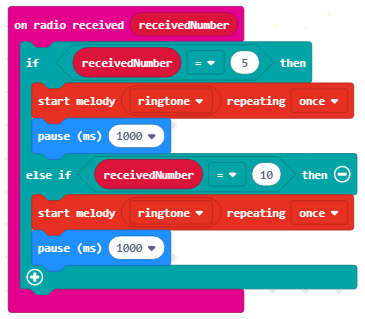 on radio received receivedNumber
if receivedNumber = 5 then
start melody ringtone repeating once
pause (ms) 1000
else if receivedNumber = 10 then
start melody ringtone repeating once
pause (ms) 1000